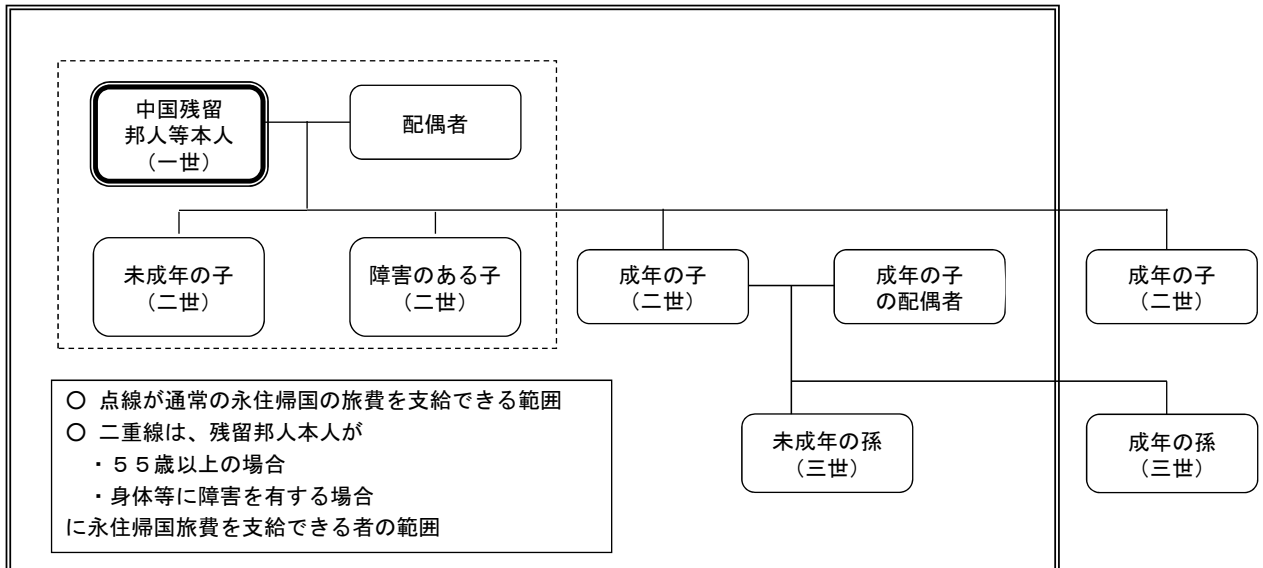 中国残留
邦人等本人
（一世）
配偶者
未成年の子
（二世）
障害のある子
（二世）
成年の子
（二世）
成年の子
の配偶者
成年の子
（二世）
○ 点線が通常の永住帰国の旅費を支給できる範囲
○ 二重線は、残留邦人本人が
・５５歳以上の場合
・身体等に障害を有する場合
に永住帰国旅費を支給できる者の範囲
未成年の孫
（三世）
成年の孫
（三世）